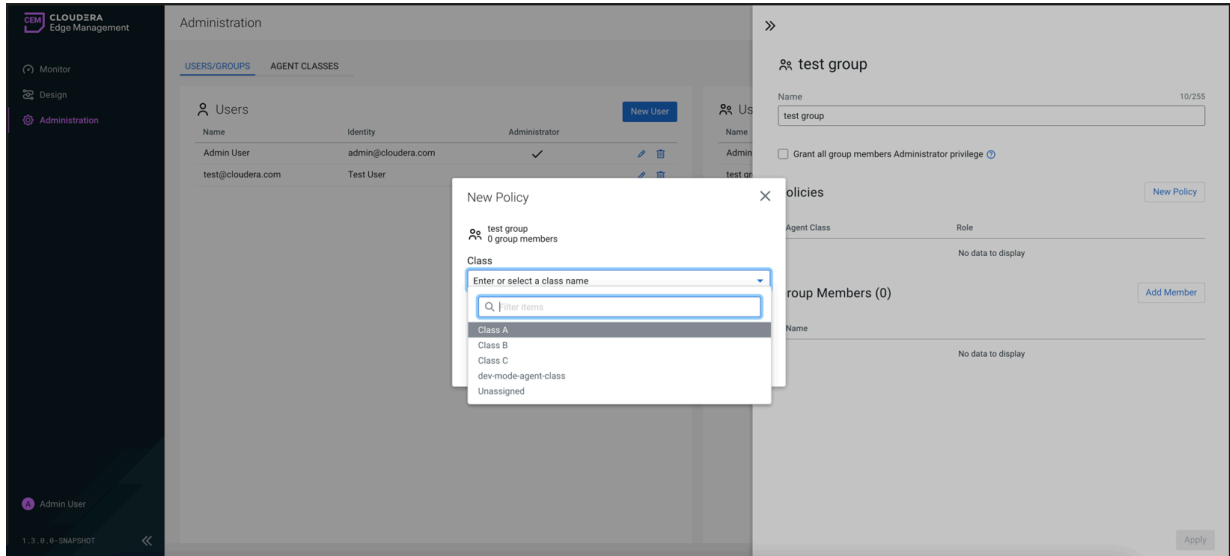 CEM
CLOUDERA
Edge Management
Monitor
Design
Administration
A Admin User
1.3.0.0-SNAPSHOT
Administration
USERS/GROUPS AGENT CLASSES
Users
New User
Name Identity Administrator
Admin User admin@cloudera.com
test@cloudera.com Test User
Us
Name
Admin
test gr
New Policy
test group
0 group members
Class
Enter or select a class name
Filter items
Class A
Class B
Class C
dev-mode-agent-class
Unassigned
test group
Name 10/255
test group
Grant all group members Administrator privilege
olicies
New Policy
Agent Class Role
No data to display
roup Members (0)
Add Member
Name
No data to display
Apply